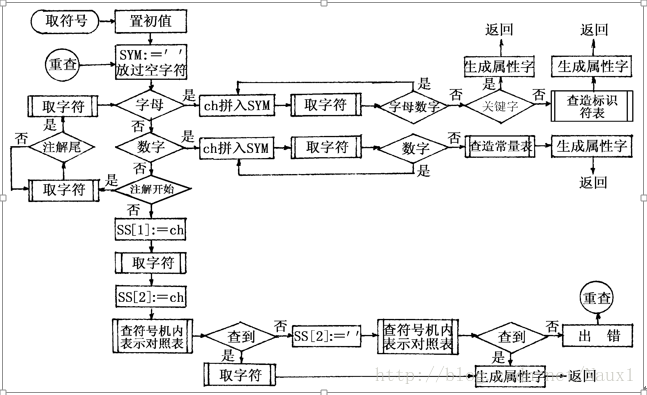 取符号
置初值
返回
返回
重查
SYM:=' '
放过空字符
生成属性字
生成属性字
是
是
是
取字符
字母
是
ch拼入SYM
取字符
字母数字
否
关键字
否
查造标识
符表
否
是
否
注解尾
数字
是
ch拼入SYM
取字符
数字
否
查造常量表
生成属性字
否
是
返回
取字符
是
注解开始
否
SS[1]:=ch
取字符
SS[2]:=ch
重查
查符号机内
表示对照表
查到
否
SS[2]:=' '
查符号机内
表示对照表
查到
否
出 错
是
是
取字符
生成属性字
返回